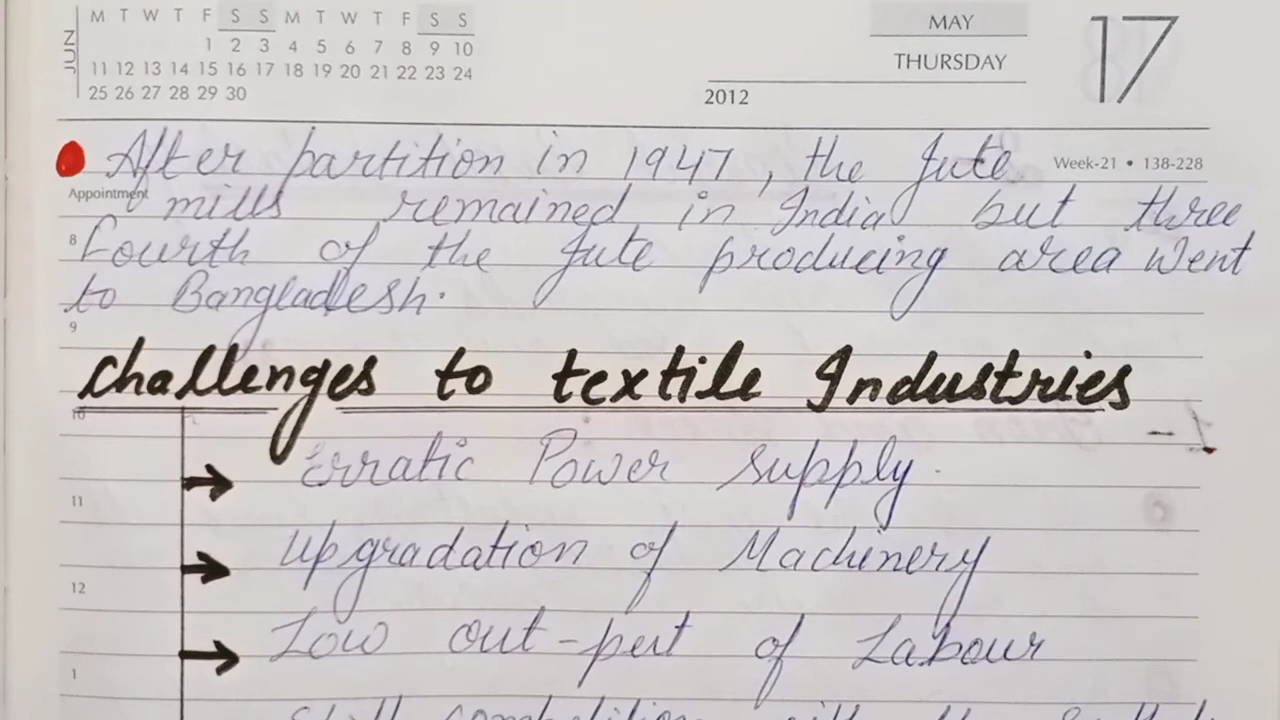 M T W T F S S M T W T F S S
JUN
1 2 3 4 5 6 7 8 9 10
11 12 13 14 15 16 17 18 19 20 21 22 23 24
25 26 27 28 29 30
MAY
THURSDAY
2012
17
After partition in 1947, the Jute
Week-21 • 138-228
Appointment
mills remained in India but three
8
fourth of the Jute producing area went
to Bangladesh.
9
Challenges to textile Industries
10
Erratic Power supply.
11
Upgradation of Machinery
12
Low out-put of Labour
1
with the